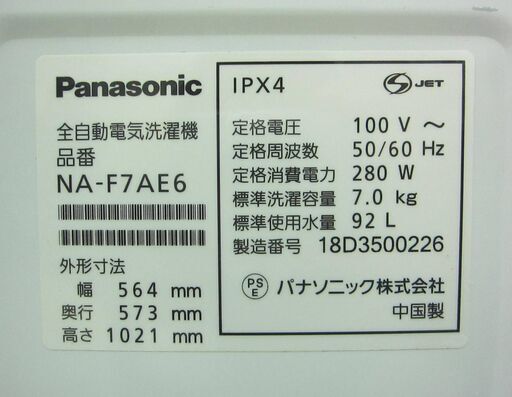 Panasonic
全自動電気洗濯機
品番
NA-F7AE6
外形寸法
幅 564 mm
奥行 573 mm
高さ 1021 mm
IPX4
S JET
定格電圧 100 V ～
定格周波数 50/60 Hz
定格消費電力 280 W
標準洗濯容量 7.0 kg
標準使用水量 92 L
製造番号 18D3500226
PS E パナソニック株式会社
中国製